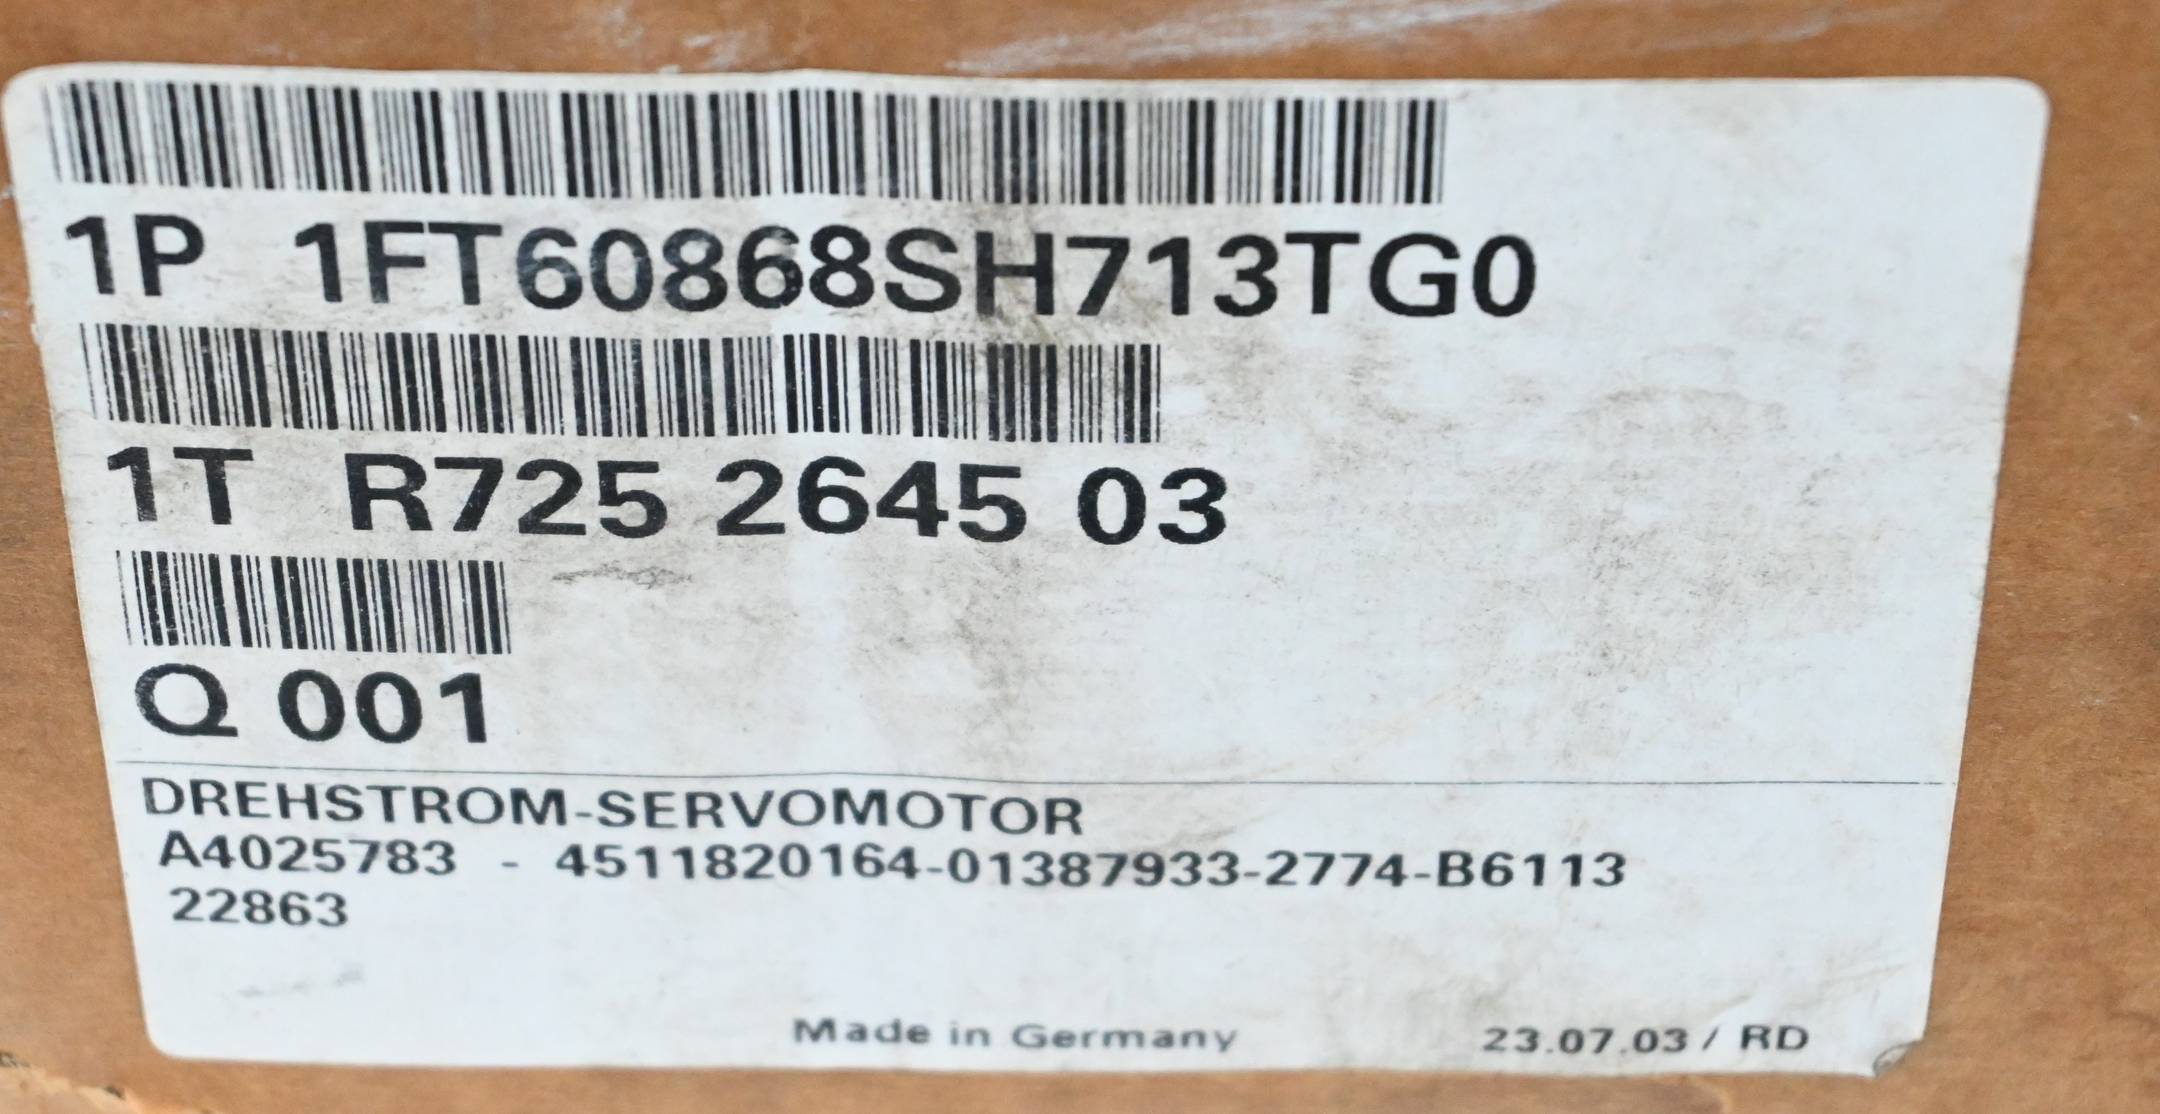 1P 1FT60868SH713TG0
1T R725 2645 03
Q 001
DREHSTROM-SERVOMOTOR
A4025783 - 4511820164-01387933-2774-B6113
22863
Made in Germany 23.07.03 / RD